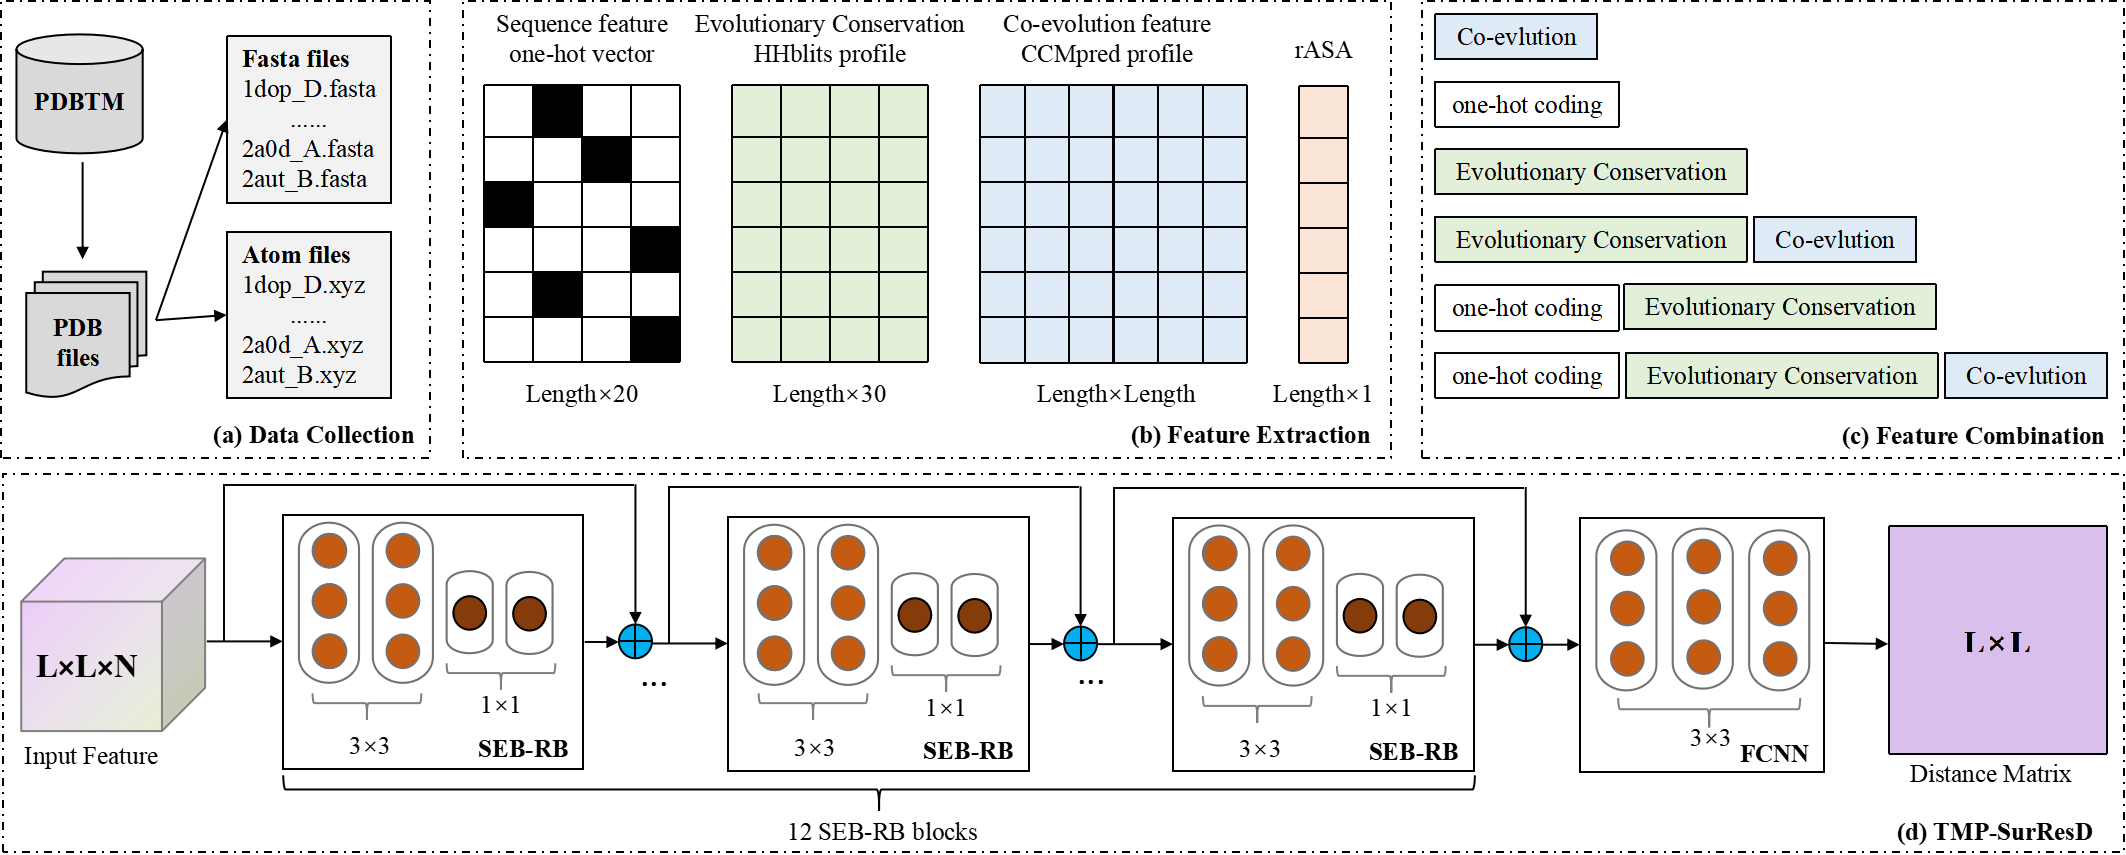 PDBTM
PDB
files
Fasta files
1dop_D.fasta
......
2a0d_A.fasta
2aut_B.fasta
Atom files
1dop_D.xyz
......
2a0d_A.xyz
2aut_B.xyz
(a) Data Collection
Sequence feature
one-hot vector
Length×20
Evolutionary Conservation
HHblits profile
Length×30
Co-evolution feature
CCMpred profile
Length×Length
rASA
Length×1
(b) Feature Extraction
Co-evlution
one-hot coding
Evolutionary Conservation
Evolutionary Conservation Co-evlution
one-hot coding Evolutionary Conservation
one-hot coding Evolutionary Conservation Co-evlution
(c) Feature Combination
L×L×N
Input Feature
3×3
1×1
SEB-RB
...
3×3
1×1
SEB-RB
...
3×3
1×1
SEB-RB
12 SEB-RB blocks
3×3
FCNN
L×L
Distance Matrix
(d) TMP-SurResD